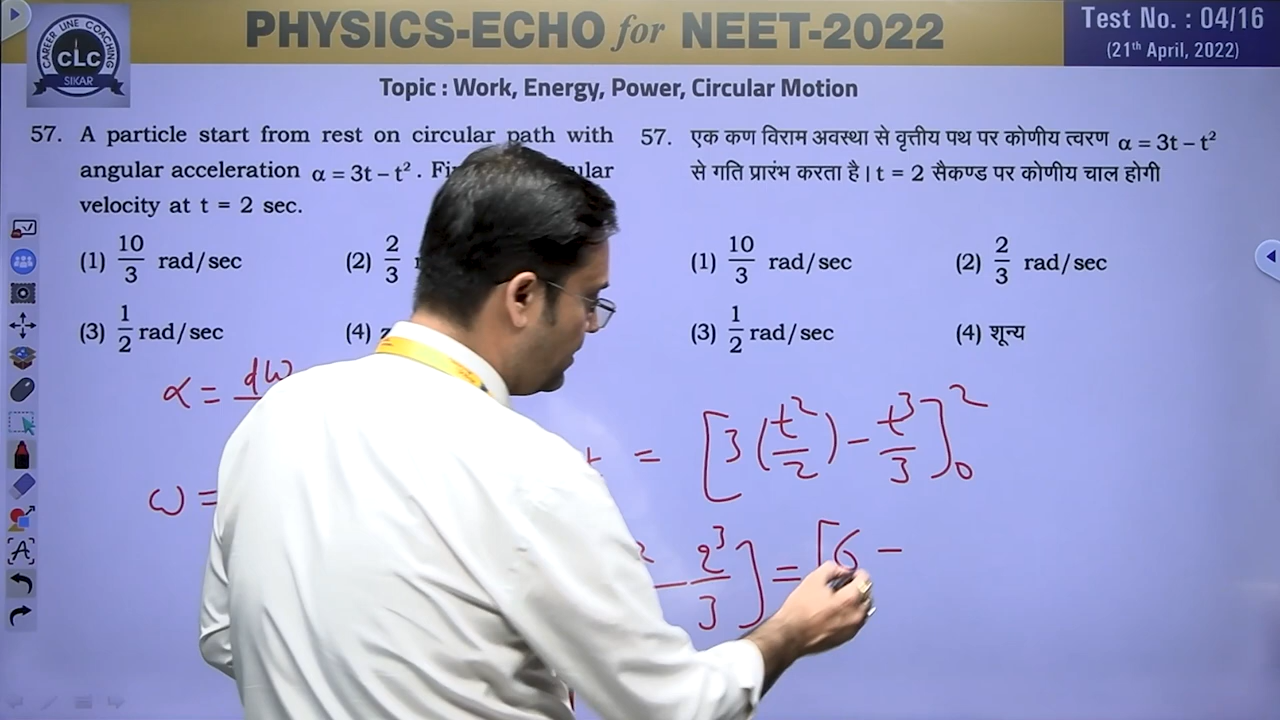 PHYSICS-ECHO for NEET-2022
Test No. : 04/16
(21th April, 2022)
CAREER LINE COACHING
CLC
SIKAR
Topic : Work, Energy, Power, Circular Motion
57. A particle start from rest on circular path with
angular acceleration α = 3t – t². ular
velocity at t = 2 sec.
(1) 10/3 rad/sec (2) 2/3
(3) 1/2 rad/sec (4)
57. एक कण विराम अवस्था से वृत्तीय पथ पर कोणीय त्वरण α = 3t – t²
से गति प्रारंभ करता है। t = 2 सैकण्ड पर कोणीय चाल होगी
(1) 10/3 rad/sec (2) 2/3 rad/sec
(3) 1/2 rad/sec (4) शून्य
α = dω
ω = t = [3(t²/2) – t³/3]₀²
2 – 2³/3] = [6 –